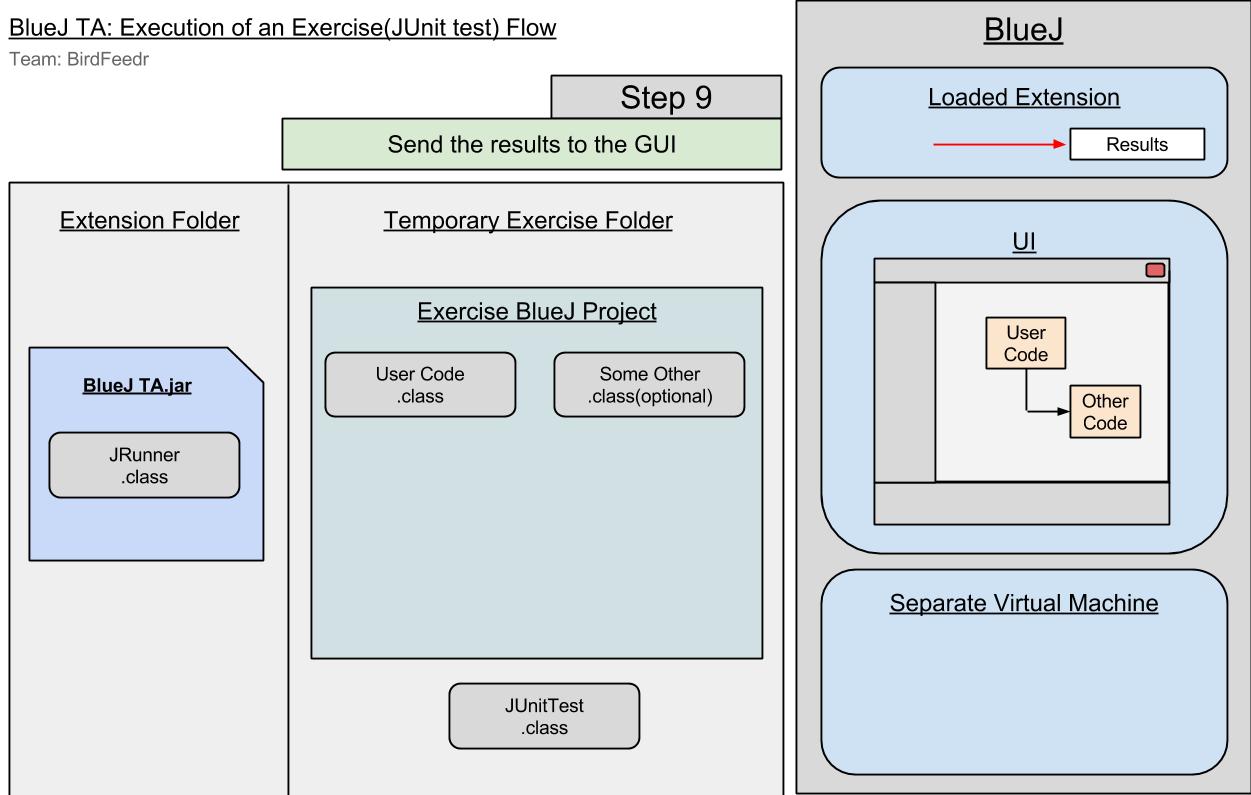 BlueJ TA: Execution of an Exercise(JUnit test) Flow
Team: BirdFeedr
Step 9
Send the results to the GUI
Extension Folder
BlueJ TA.jar
JRunner
.class
Temporary Exercise Folder
Exercise BlueJ Project
User Code
.class
Some Other
.class(optional)
JUnitTest
.class
BlueJ
Loaded Extension
Results
UI
User
Code
Other
Code
Separate Virtual Machine